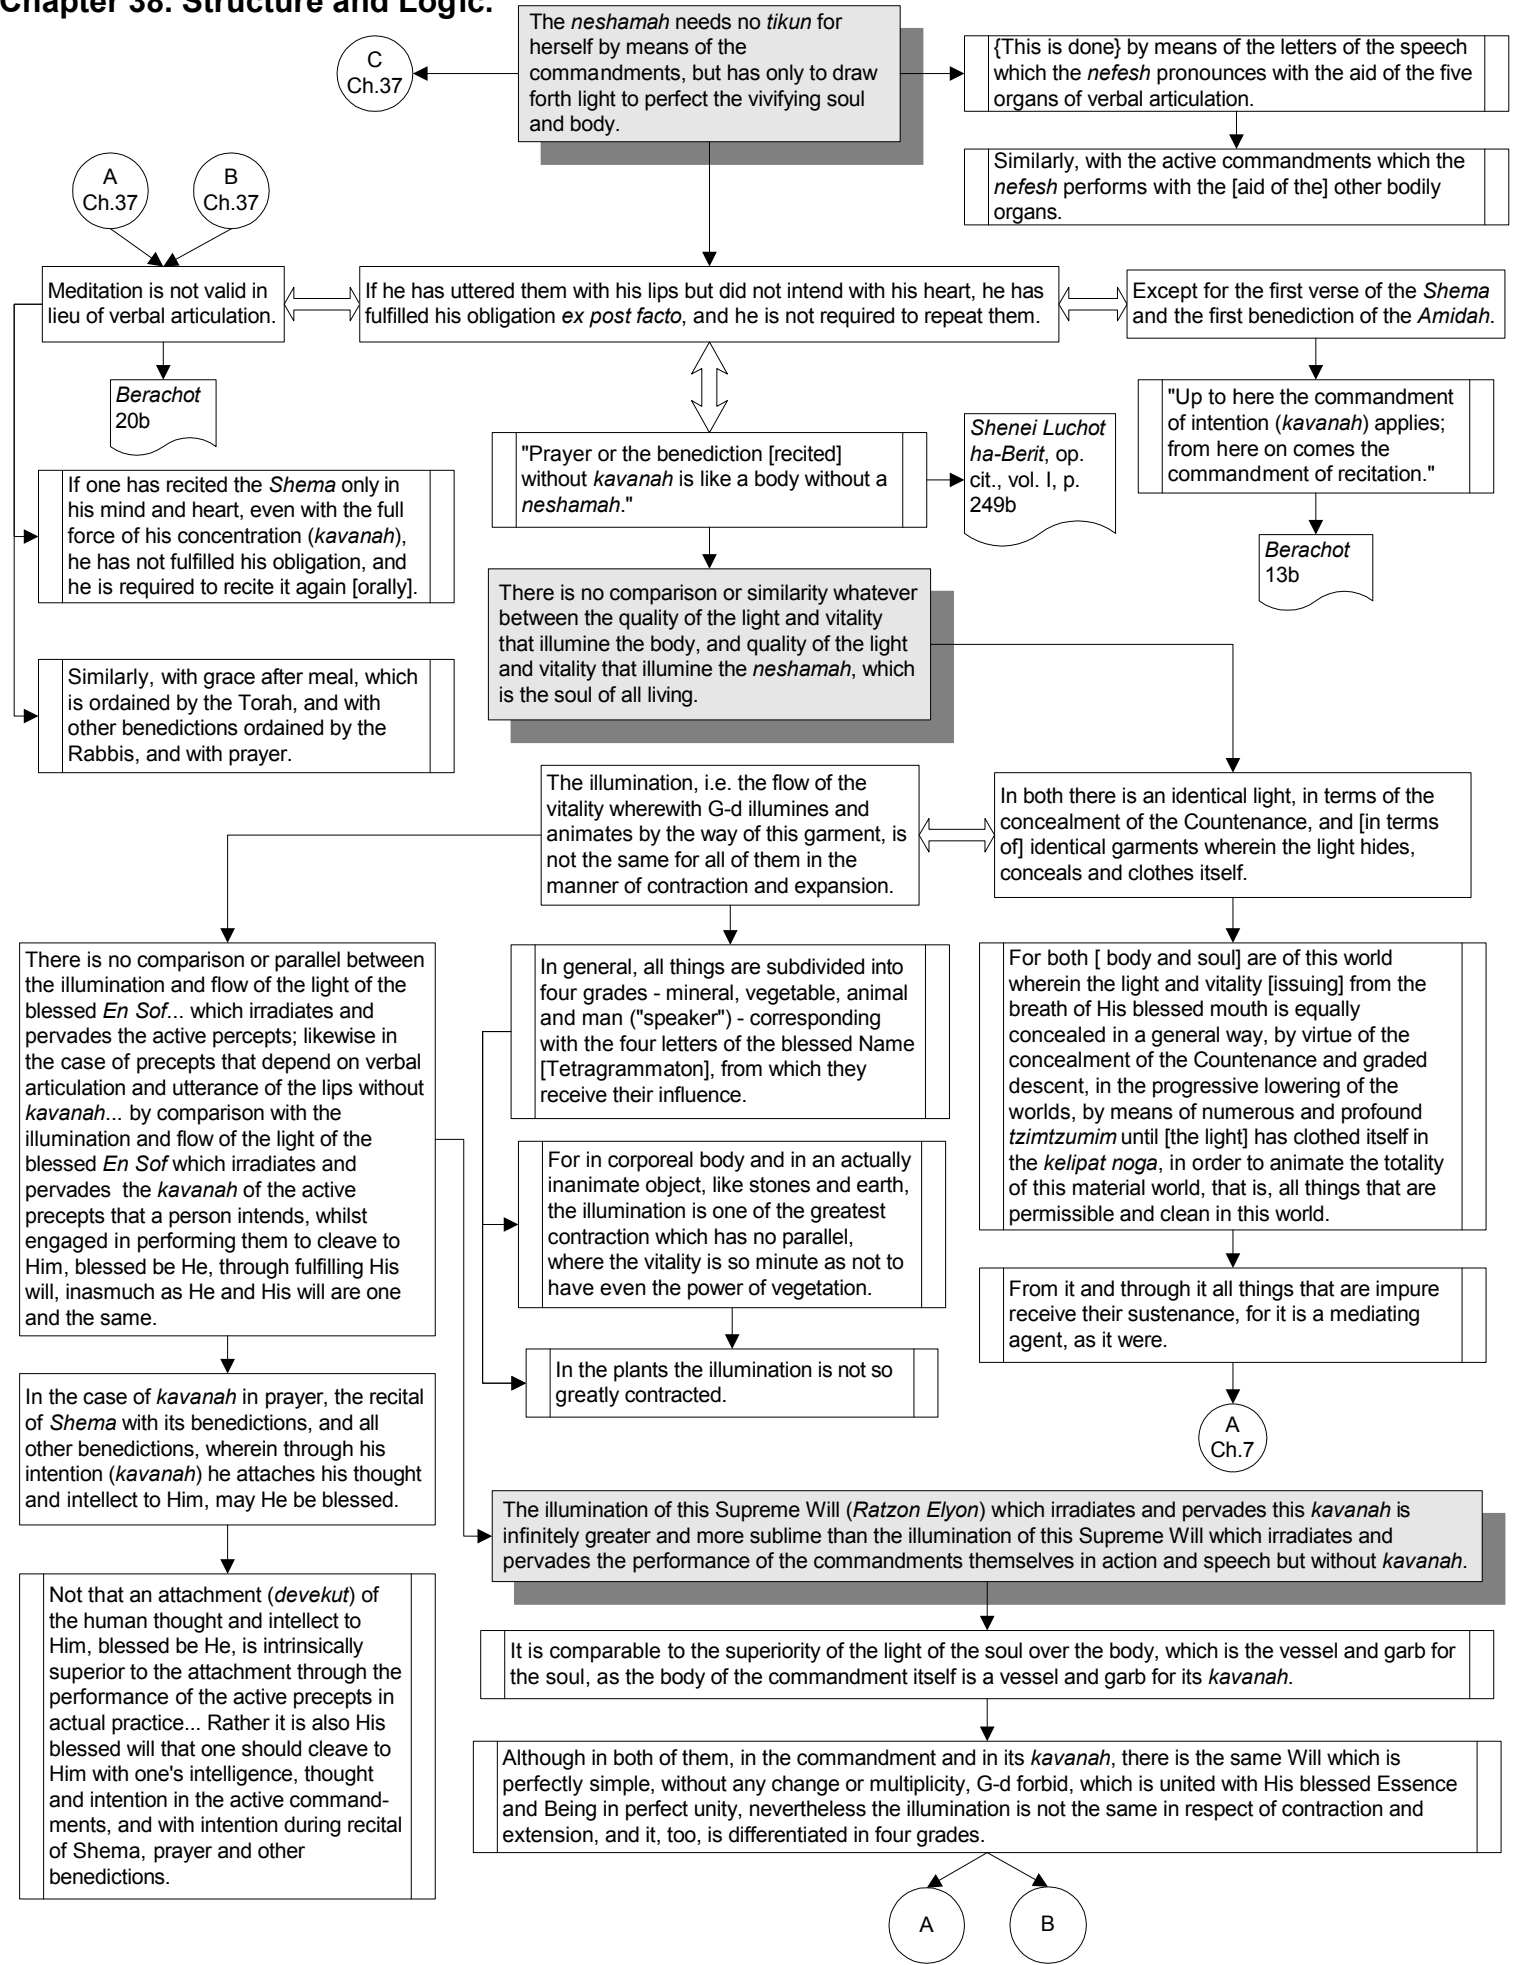 Chapter 38. Structure and Logic.
The neshamah needs no tikun for
herself by means of the
commandments, but has only to draw
forth light to perfect the vivifying soul
and body.
C
Ch.37
{This is done} by means of the letters of the speech
which the nefesh pronounces with the aid of the five
organs of verbal articulation.
Similarly, with the active commandments which the
nefesh performs with the [aid of the] other bodily
organs.
A
Ch.37
B
Ch.37
Meditation is not valid in
lieu of verbal articulation.
If he has uttered them with his lips but did not intend with his heart, he has
fulfilled his obligation ex post facto, and he is not required to repeat them.
Except for the first verse of the Shema
and the first benediction of the Amidah.
Berachot
20b
"Prayer or the benediction [recited]
without kavanah is like a body without a
neshamah."
Shenei Luchot
ha-Berit, op.
cit., vol. I, p.
249b
"Up to here the commandment
of intention (kavanah) applies;
from here on comes the
commandment of recitation."
Berachot
13b
If one has recited the Shema only in
his mind and heart, even with the full
force of his concentration (kavanah),
he has not fulfilled his obligation, and
he is required to recite it again [orally].
Similarly, with grace after meal, which
is ordained by the Torah, and with
other benedictions ordained by the
Rabbis, and with prayer.
There is no comparison or similarity whatever
between the quality of the light and vitality
that illumine the body, and quality of the light
and vitality that illumine the neshamah, which
is the soul of all living.
The illumination, i.e. the flow of the
vitality wherewith G-d illumines and
animates by the way of this garment, is
not the same for all of them in the
manner of contraction and expansion.
In both there is an identical light, in terms of the
concealment of the Countenance, and [in terms
of] identical garments wherein the light hides,
conceals and clothes itself.
There is no comparison or parallel between
the illumination and flow of the light of the
blessed En Sof... which irradiates and
pervades the active percepts; likewise in
the case of precepts that depend on verbal
articulation and utterance of the lips without
kavanah... by comparison with the
illumination and flow of the light of the
blessed En Sof which irradiates and
pervades the kavanah of the active
precepts that a person intends, whilst
engaged in performing them to cleave to
Him, blessed be He, through fulfilling His
will, inasmuch as He and His will are one
and the same.
In general, all things are subdivided into
four grades - mineral, vegetable, animal
and man ("speaker") - corresponding
with the four letters of the blessed Name
[Tetragrammaton], from which they
receive their influence.
For in corporeal body and in an actually
inanimate object, like stones and earth,
the illumination is one of the greatest
contraction which has no parallel,
where the vitality is so minute as not to
have even the power of vegetation.
In the plants the illumination is not so
greatly contracted.
For both [ body and soul] are of this world
wherein the light and vitality [issuing] from the
breath of His blessed mouth is equally
concealed in a general way, by virtue of the
concealment of the Countenance and graded
descent, in the progressive lowering of the
worlds, by means of numerous and profound
tzimtzumim until [the light] has clothed itself in
the kelipat noga, in order to animate the totality
of this material world, that is, all things that are
permissible and clean in this world.
From it and through it all things that are impure
receive their sustenance, for it is a mediating
agent, as it were.
A
Ch.7
In the case of kavanah in prayer, the recital
of Shema with its benedictions, and all
other benedictions, wherein through his
intention (kavanah) he attaches his thought
and intellect to Him, may He be blessed.
Not that an attachment (devekut) of
the human thought and intellect to
Him, blessed be He, is intrinsically
superior to the attachment through the
performance of the active precepts in
actual practice... Rather it is also His
blessed will that one should cleave to
Him with one's intelligence, thought
and intention in the active command-
ments, and with intention during recital
of Shema, prayer and other
benedictions.
The illumination of this Supreme Will (Ratzon Elyon) which irradiates and pervades this kavanah is
infinitely greater and more sublime than the illumination of this Supreme Will which irradiates and
pervades the performance of the commandments themselves in action and speech but without kavanah.
It is comparable to the superiority of the light of the soul over the body, which is the vessel and garb for
the soul, as the body of the commandment itself is a vessel and garb for its kavanah.
Although in both of them, in the commandment and in its kavanah, there is the same Will which is
perfectly simple, without any change or multiplicity, G-d forbid, which is united with His blessed Essence
and Being in perfect unity, nevertheless the illumination is not the same in respect of contraction and
extension, and it, too, is differentiated in four grades.
A
B